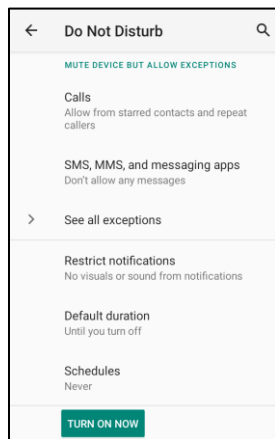 Do Not Disturb
MUTE DEVICE BUT ALLOW EXCEPTIONS
Calls
Allow from starred contacts and repeat
callers
SMS, MMS, and messaging apps
Don't allow any messages
See all exceptions
Restrict notifications
No visuals or sound from notifications
Default duration
Until you turn off
Schedules
Never
TURN ON NOW